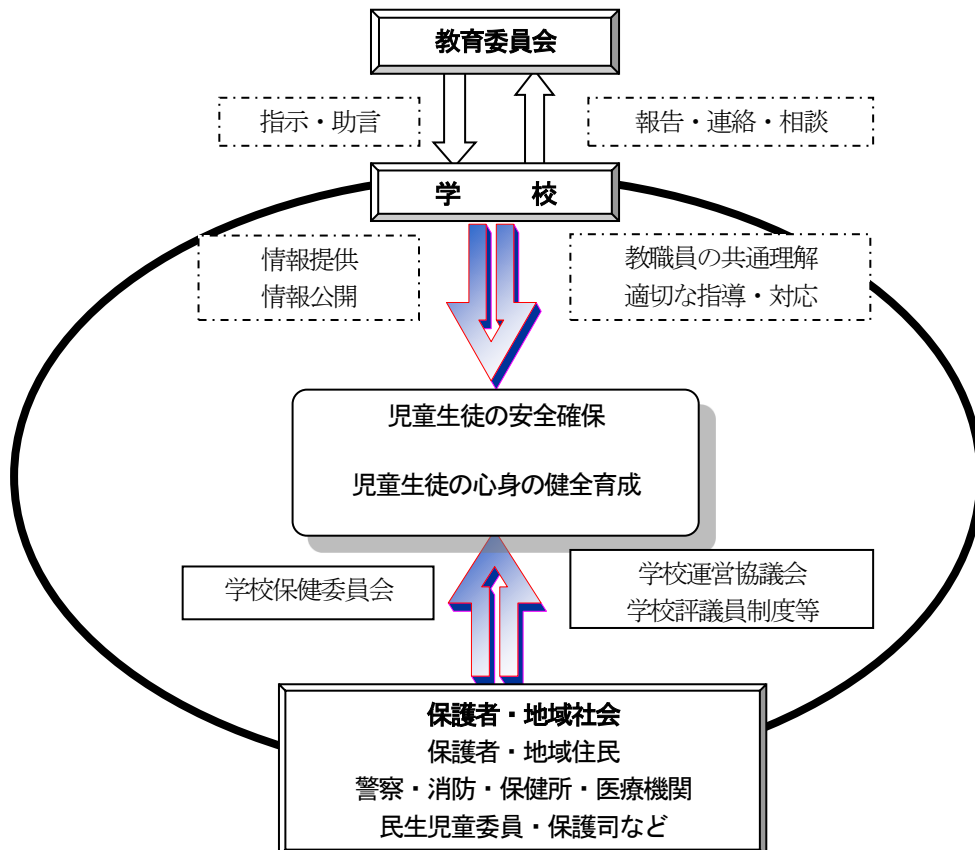 教育委員会
指示・助言
報告・連絡・相談
学　　校
情報提供
情報公開
教職員の共通理解
適切な指導・対応
児童生徒の安全確保
児童生徒の心身の健全育成
学校保健委員会
学校運営協議会
学校評議員制度等
保護者・地域社会
保護者・地域住民
警察・消防・保健所・医療機関
民生児童委員・保護司など